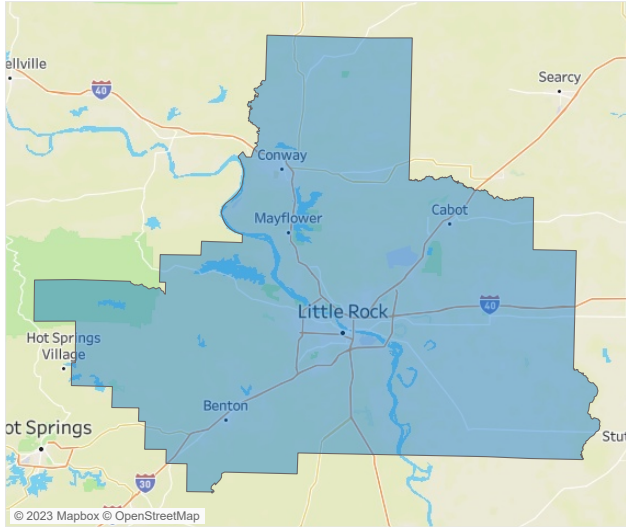 ellville
40
Searcy
Conway
Cabot
Mayflower
Little Rock
40
Hot Springs
Village
Benton
ot Springs
Stut
30
© 2023 Mapbox © OpenStreetMap